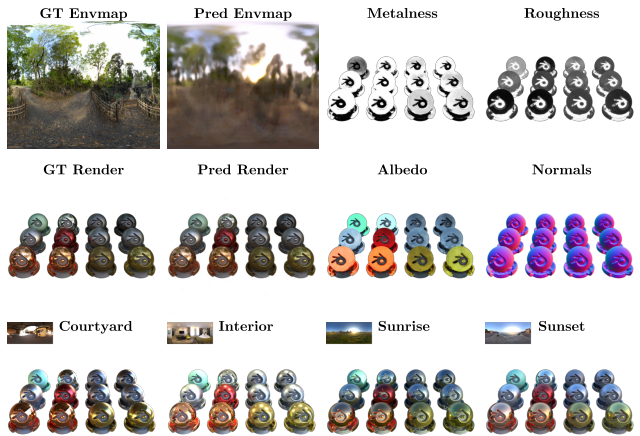 GT Envmap Pred Envmap Metalness Roughness
GT Render Pred Render Albedo Normals
Courtyard Interior Sunrise Sunset